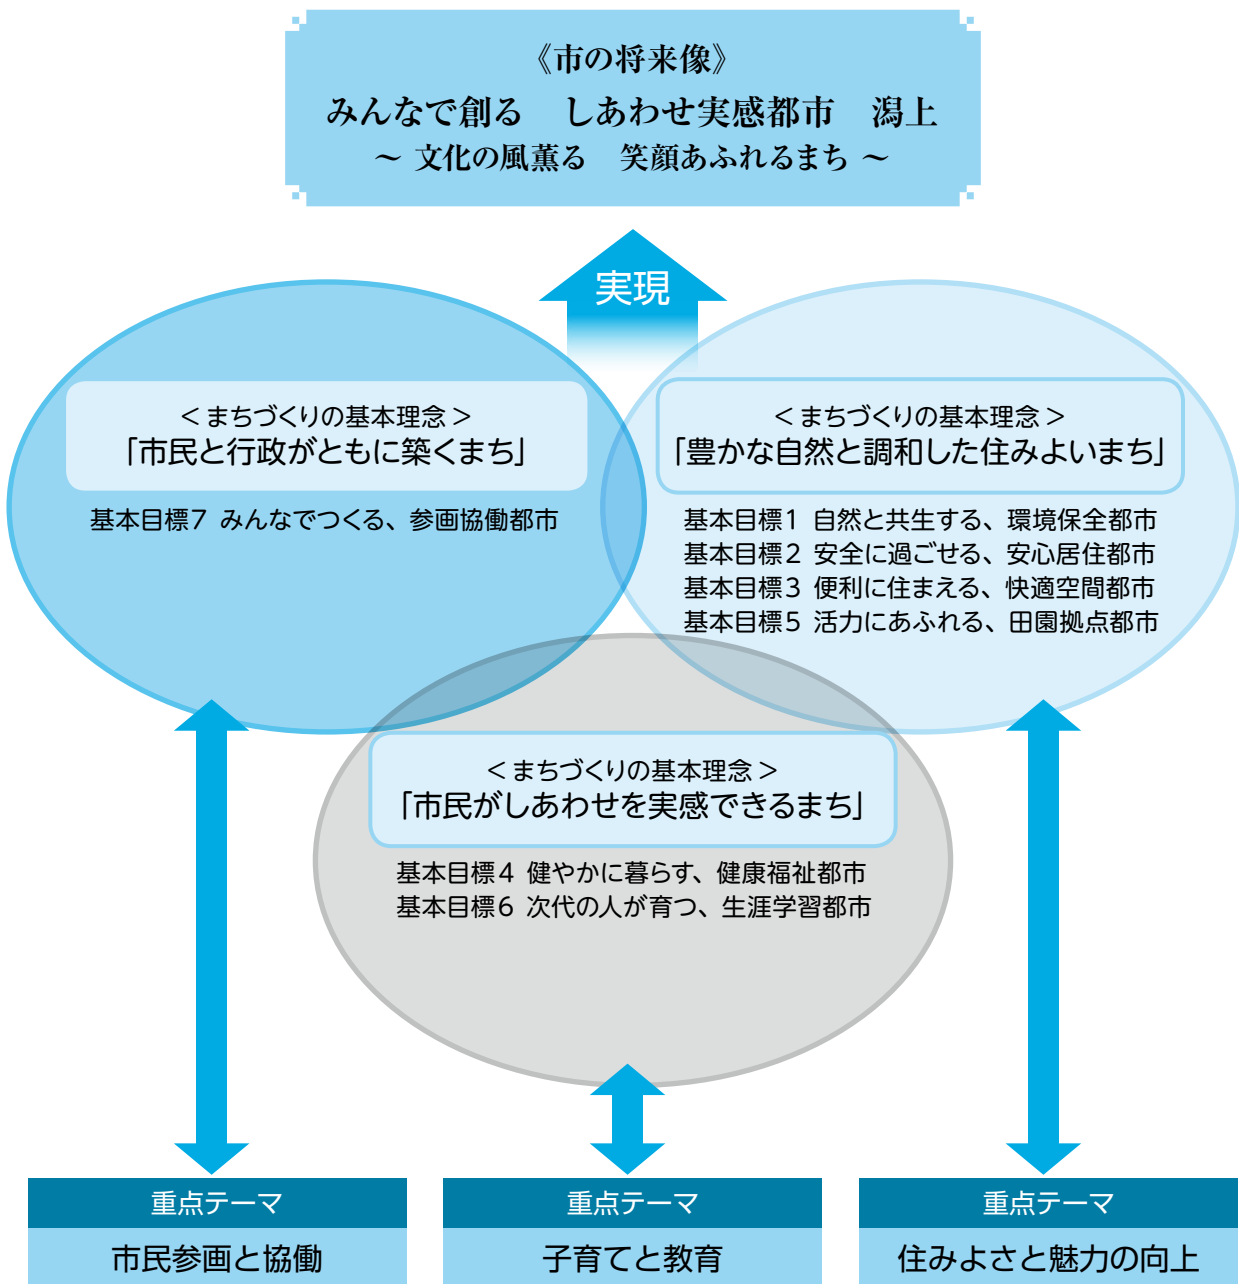 《市の将来像》
みんなで創る　しあわせ実感都市　潟上
～ 文化の風薫る　笑顔あふれるまち ～
実現
＜まちづくりの基本理念＞
「市民と行政がともに築くまち」
基本目標7 みんなでつくる、参画協働都市
＜まちづくりの基本理念＞
「豊かな自然と調和した住みよいまち」
基本目標1 自然と共生する、環境保全都市
基本目標2 安全に過ごせる、安心居住都市
基本目標3 便利に住まえる、快適空間都市
基本目標5 活力にあふれる、田園拠点都市
＜まちづくりの基本理念＞
「市民がしあわせを実感できるまち」
基本目標4 健やかに暮らす、健康福祉都市
基本目標6 次代の人が育つ、生涯学習都市
重点テーマ
市民参画と協働
重点テーマ
子育てと教育
重点テーマ
住みよさと魅力の向上